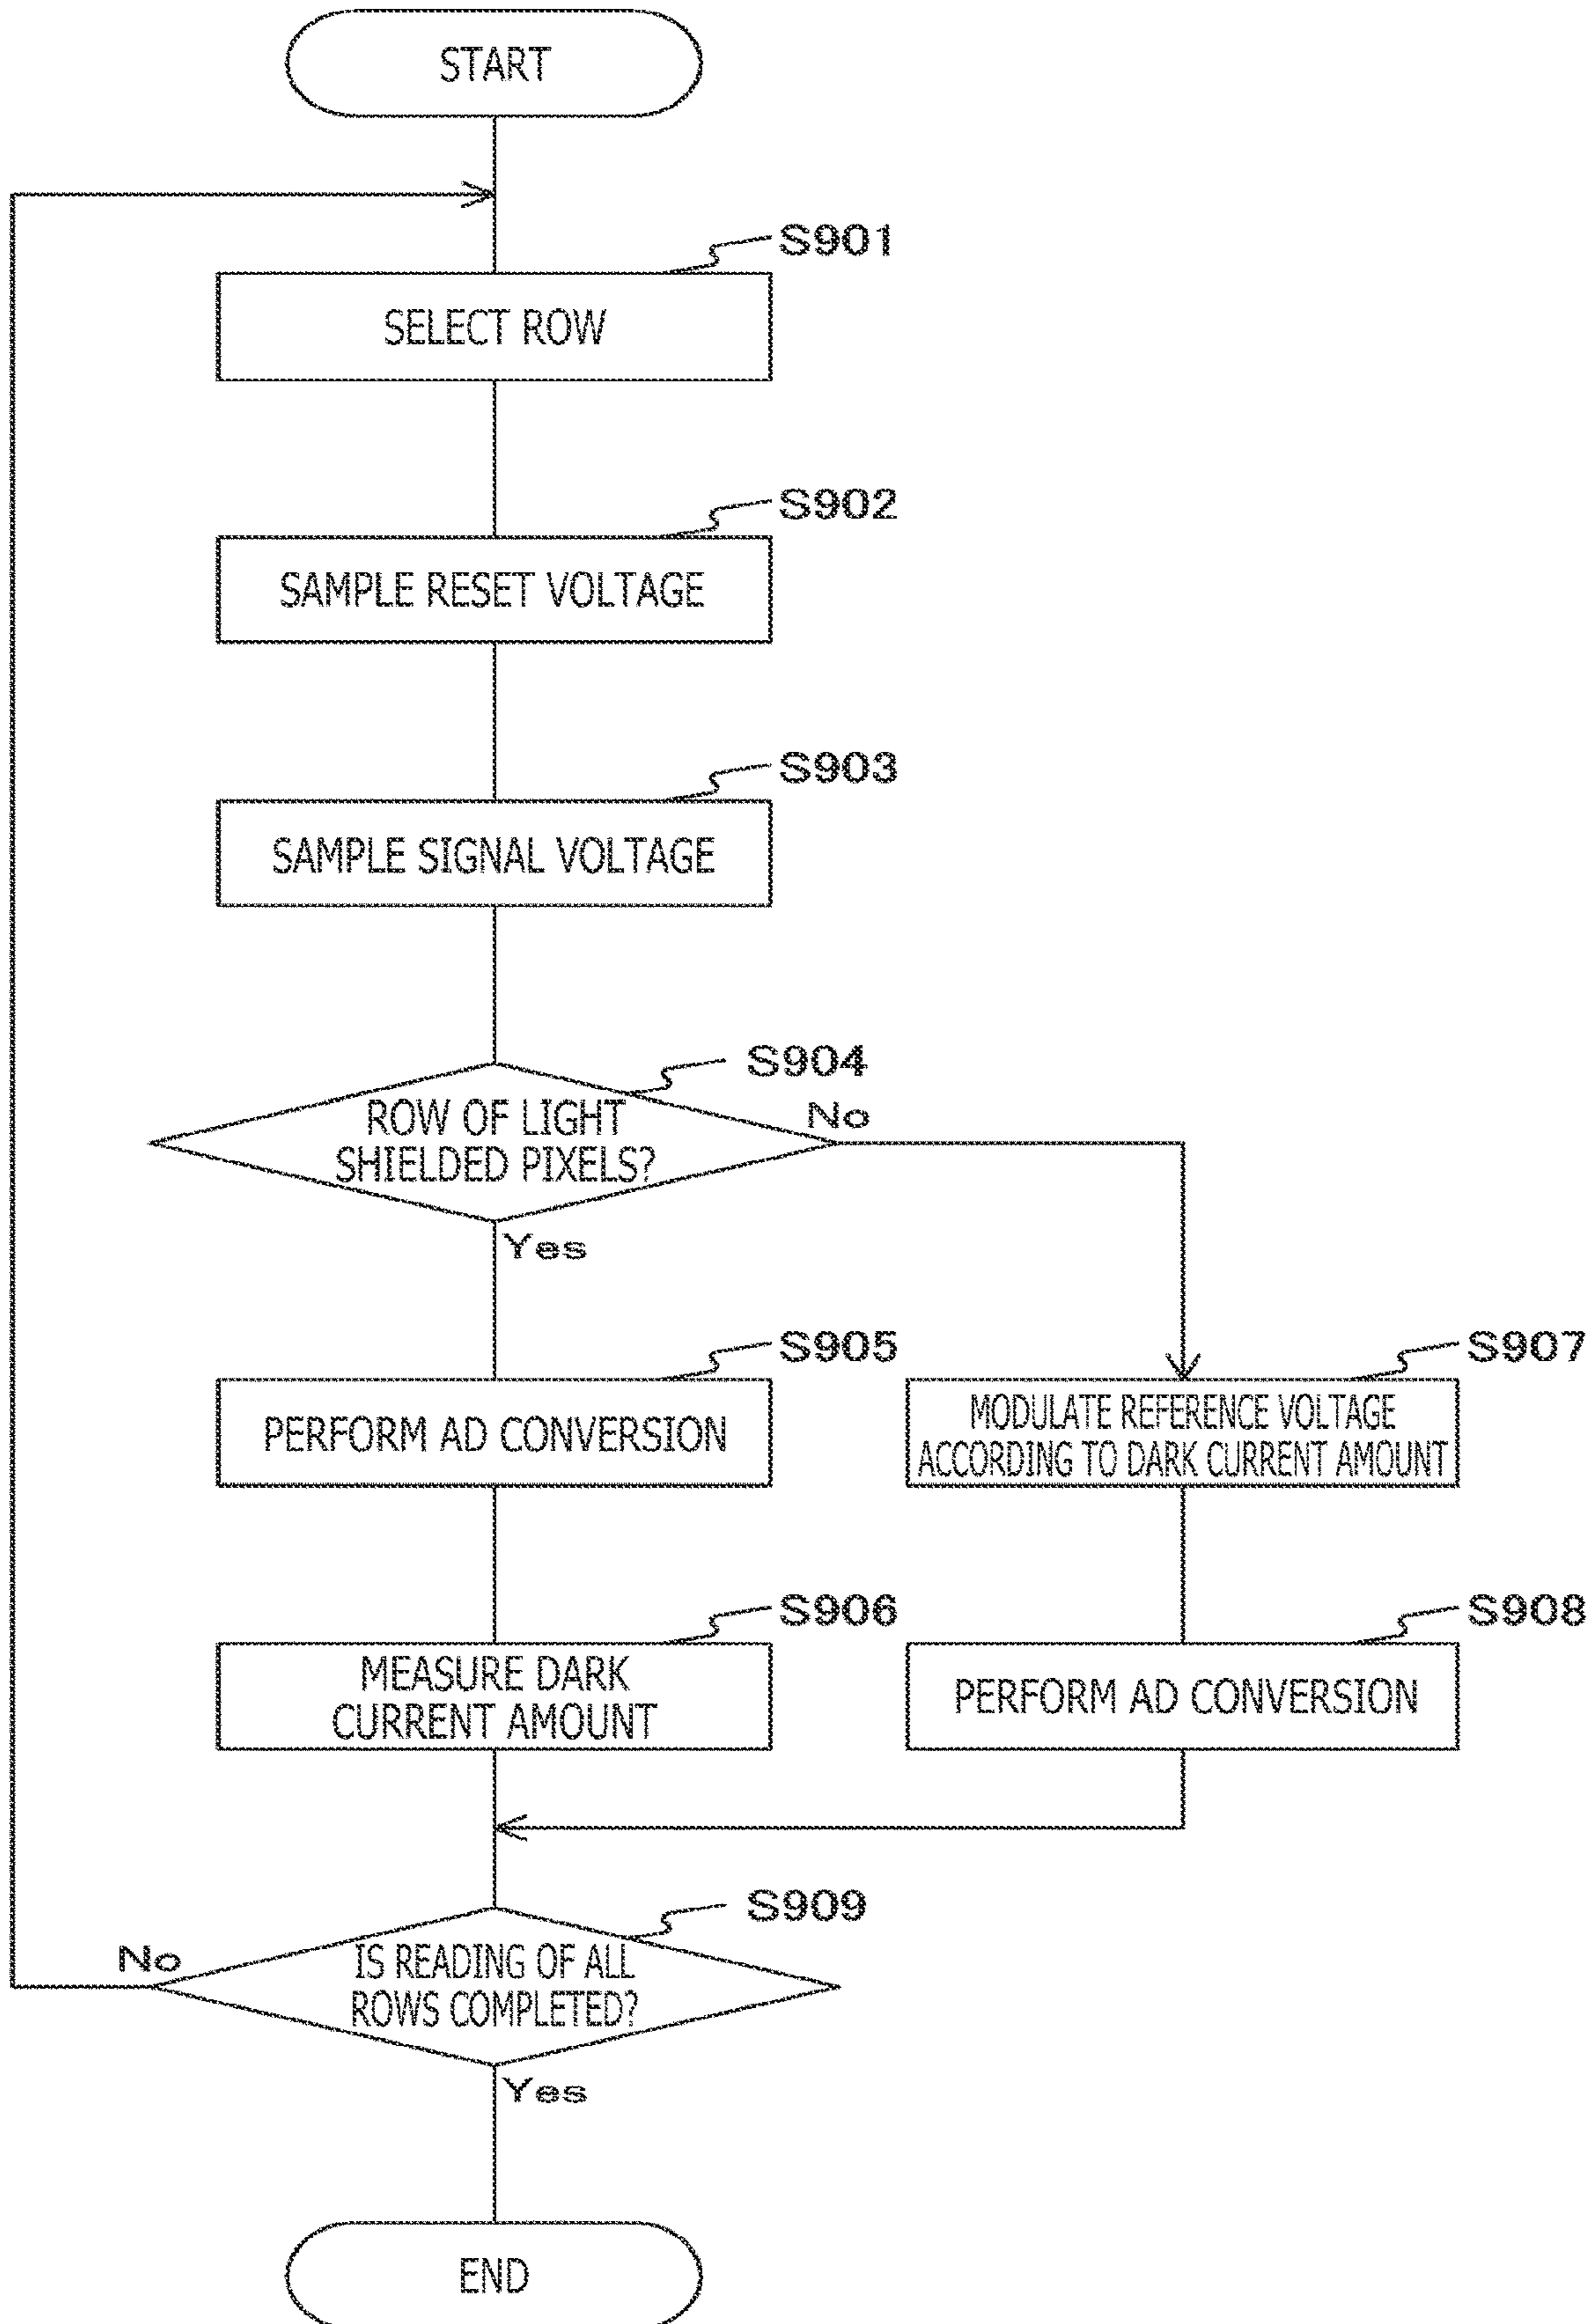 START
S901
SELECT ROW
S902
SAMPLE RESET VOLTAGE
S903
SAMPLE SIGNAL VOLTAGE
S904
ROW OF LIGHT
SHIELDED PIXELS?
No
Yes
S905
PERFORM AD CONVERSION
S907
MODULATE REFERENCE VOLTAGE
ACCORDING TO DARK CURRENT AMOUNT
S906
MEASURE DARK
CURRENT AMOUNT
S908
PERFORM AD CONVERSION
S909
IS READING OF ALL
ROWS COMPLETED?
No
Yes
END